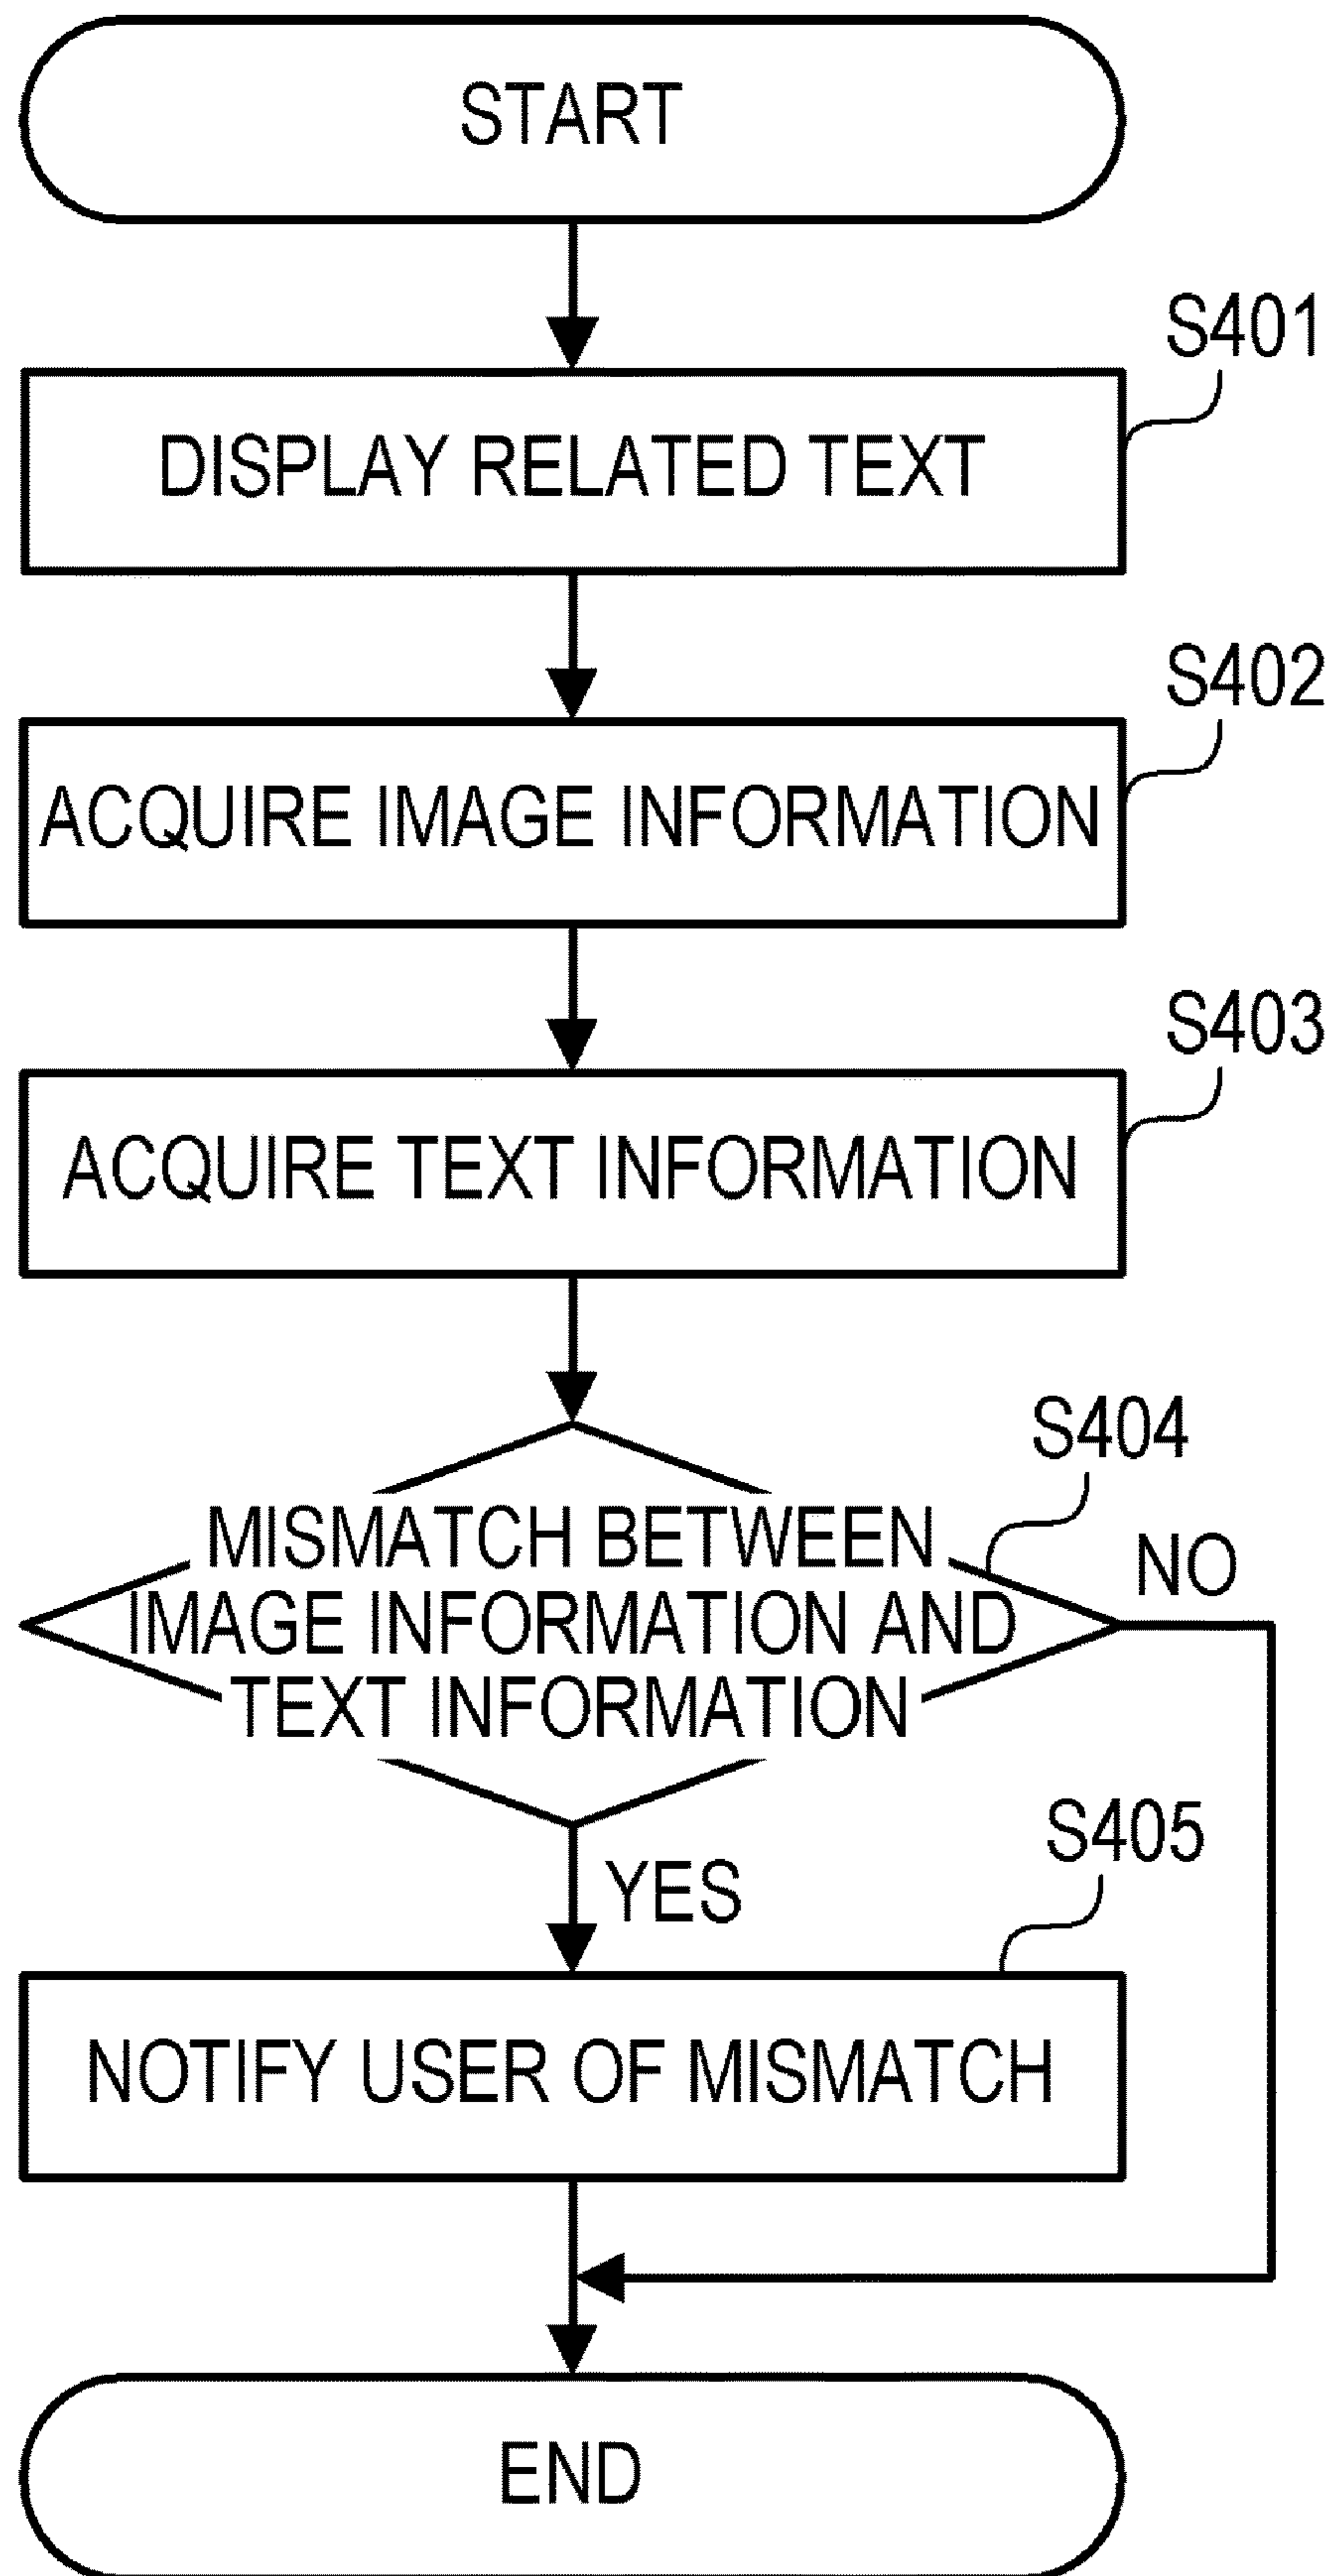 START
S401
DISPLAY RELATED TEXT
S402
ACQUIRE IMAGE INFORMATION
S403
ACQUIRE TEXT INFORMATION
S404
MISMATCH BETWEEN
IMAGE INFORMATION AND
TEXT INFORMATION
NO
YES
S405
NOTIFY USER OF MISMATCH
END